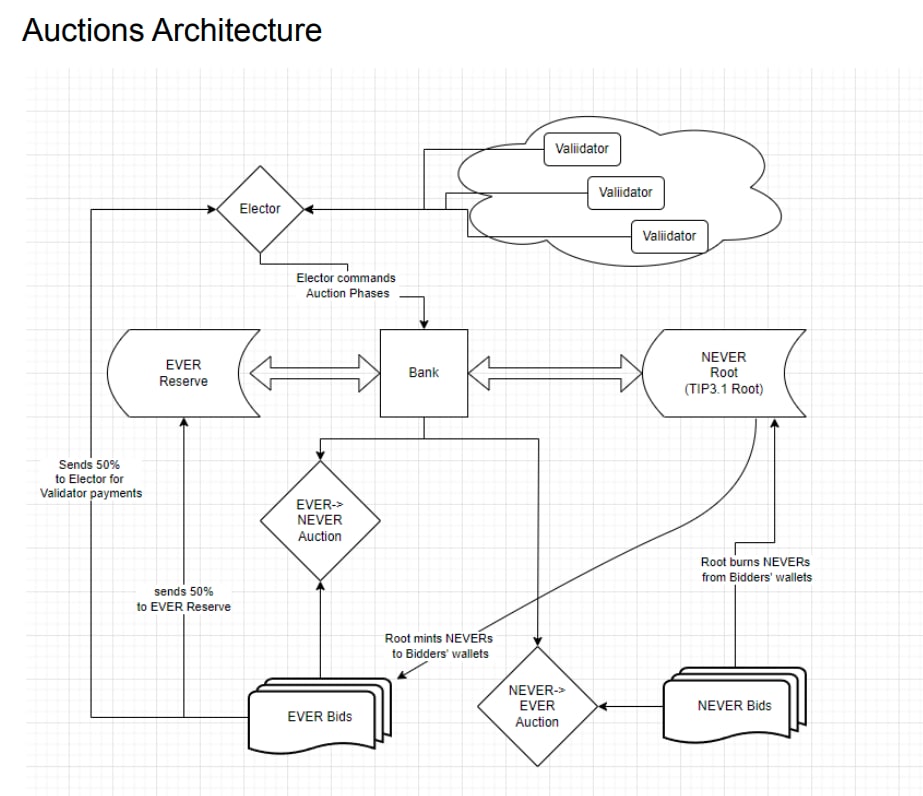 Auctions Architecture
Valiidator
Valiidator
Valiidator
Elector
Elector commands
Auction Phases
EVER
Reserve
Bank
NEVER
Root
(TIP3.1 Root)
Sends 50%
to Elector for
Validator payments
EVER->
NEVER
Auction
Root burns NEVERs
from Bidders' wallets
sends 50%
to EVER Reserve
Root mints NEVERs
to Bidders' wallets
EVER Bids
NEVER->
EVER
Auction
NEVER Bids